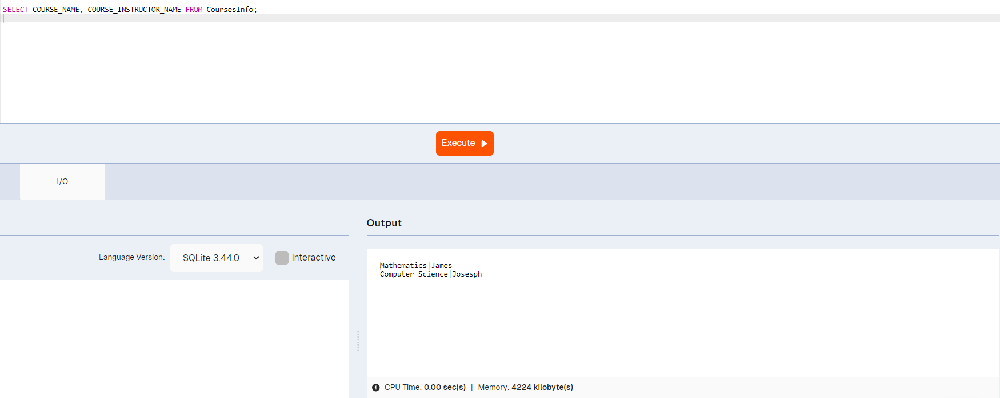 SELECT COURSE_NAME, COURSE_INSTRUCTOR_NAME FROM CoursesInfo;
Execute
I/O
Output
Language Version:
SQLite 3.44.0
Interactive
Mathematics|James
Computer Science|Josesph
CPU Time: 0.00 sec(s) | Memory: 4224 kilobyte(s)